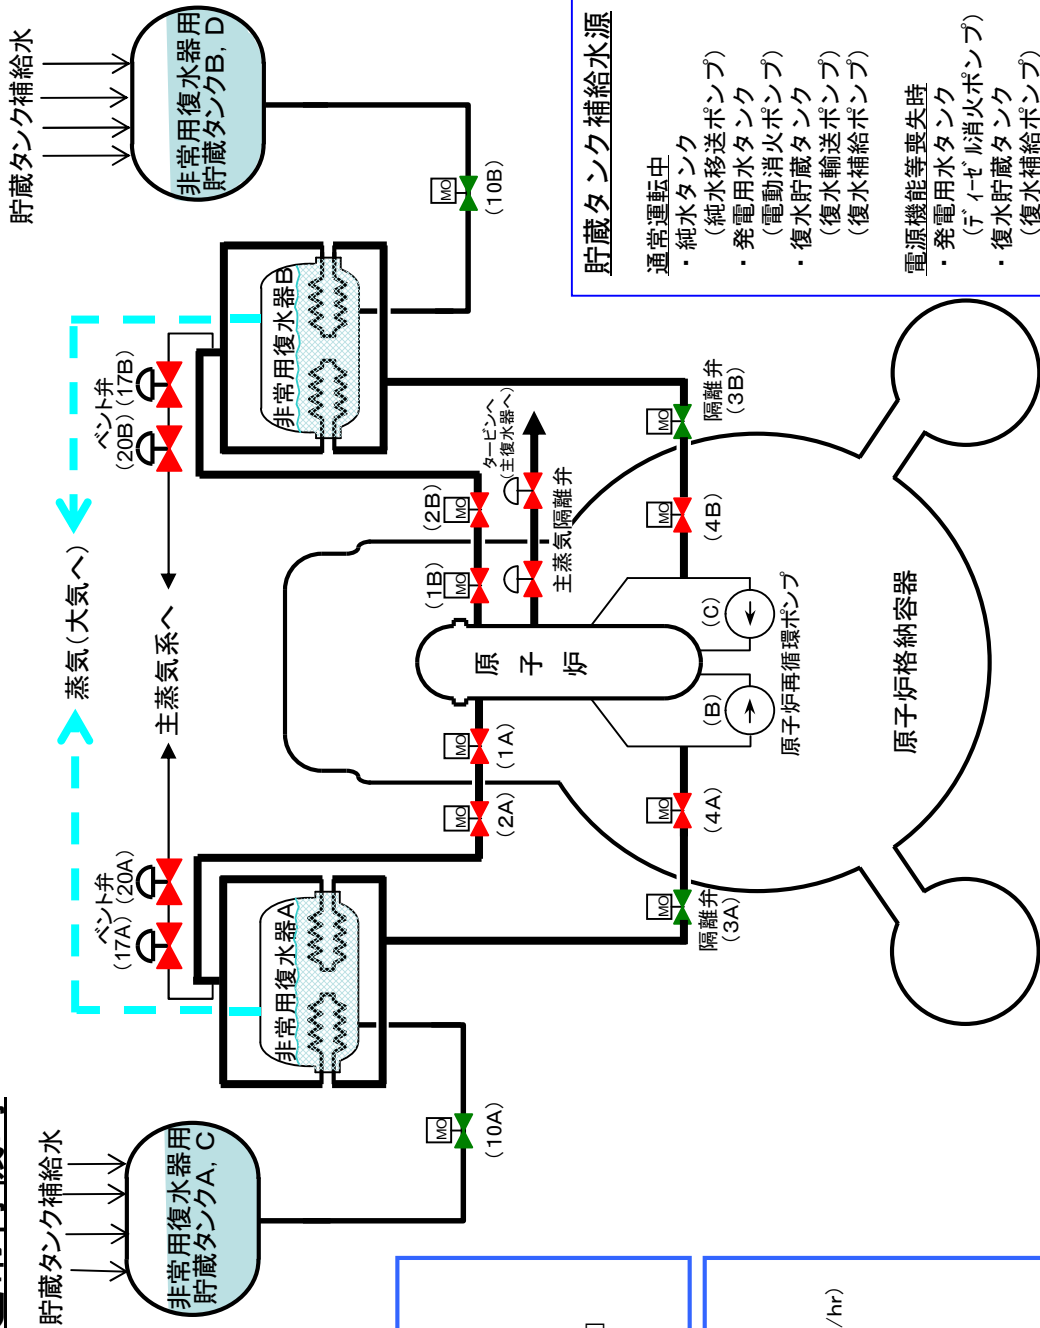 貯蔵タンク補給水
非常用復水器用
貯蔵タンクA, C
(10A)
MO
非常用復水器A
ベント弁
(17A)(20A)
蒸気(大気へ)
主蒸気系へ
ベント弁
(20B)(17B)
非常用復水器B
貯蔵タンク補給水
非常用復水器用
貯蔵タンクB, D
MO
(10B)
MO
(2A)
MO
(1A)
MO
(1B)
MO
(2B)
タービンへ
(主復水器へ)
主蒸気隔離弁
原子炉
MO
隔離弁
(3A)
MO
(4A)
(B)
(C)
原子炉再循環ポンプ
MO
(4B)
MO
隔離弁
(3B)
原子炉格納容器
貯蔵タンク補給水源
通常運転中
・純水タンク
(純水移送ポンプ)
・発電用水タンク
(電動消火ポンプ)
・復水貯蔵タンク
(復水輸送ポンプ)
(復水補給ポンプ)
電源機能等喪失時
・発電用水タンク
(ディーゼル消火ポンプ)
・復水貯蔵タンク
(復水補給ポンプ)
]
/hr)